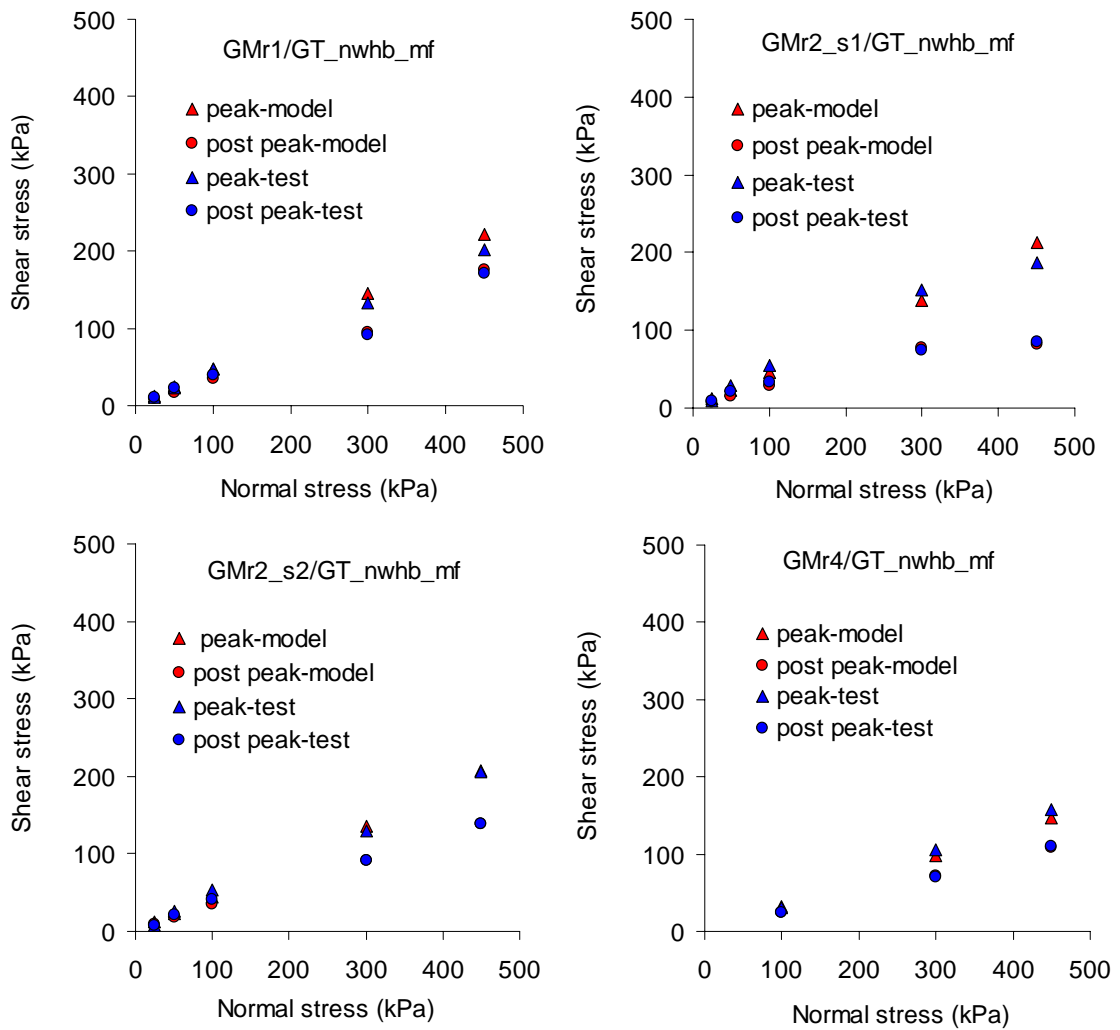 GMr1/GT_nwhb_mf
peak-model
post peak-model
peak-test
post peak-test
Shear stress (kPa)
500
400
300
200
100
0
0 100 200 300 400 500
Normal stress (kPa)
GMr2_s1/GT_nwhb_mf
peak-model
post peak-model
peak-test
post peak-test
Shear stress (kPa)
500
400
300
200
100
0
0 100 200 300 400 500
Normal stress (kPa)
GMr2_s2/GT_nwhb_mf
peak-model
post peak-model
peak-test
post peak-test
Shear stress (kPa)
500
400
300
200
100
0
0 100 200 300 400 500
Normal stress (kPa)
GMr4/GT_nwhb_mf
peak-model
post peak-model
peak-test
post peak-test
Shear stress (kPa)
500
400
300
200
100
0
0 100 200 300 400 500
Normal stress (kPa)